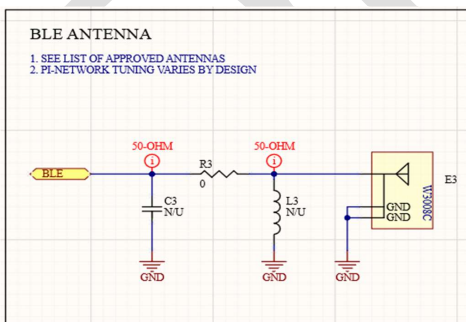 BLE ANTENNA
1. SEE LIST OF APPROVED ANTENNAS
2. PI-NETWORK TUNING VARIES BY DESIGN
50-OHM
50-OHM
i
i
R3
0
BLE
E3
C3
N/U
L3
N/U
W3008C
GND
GND
GND
GND
GND